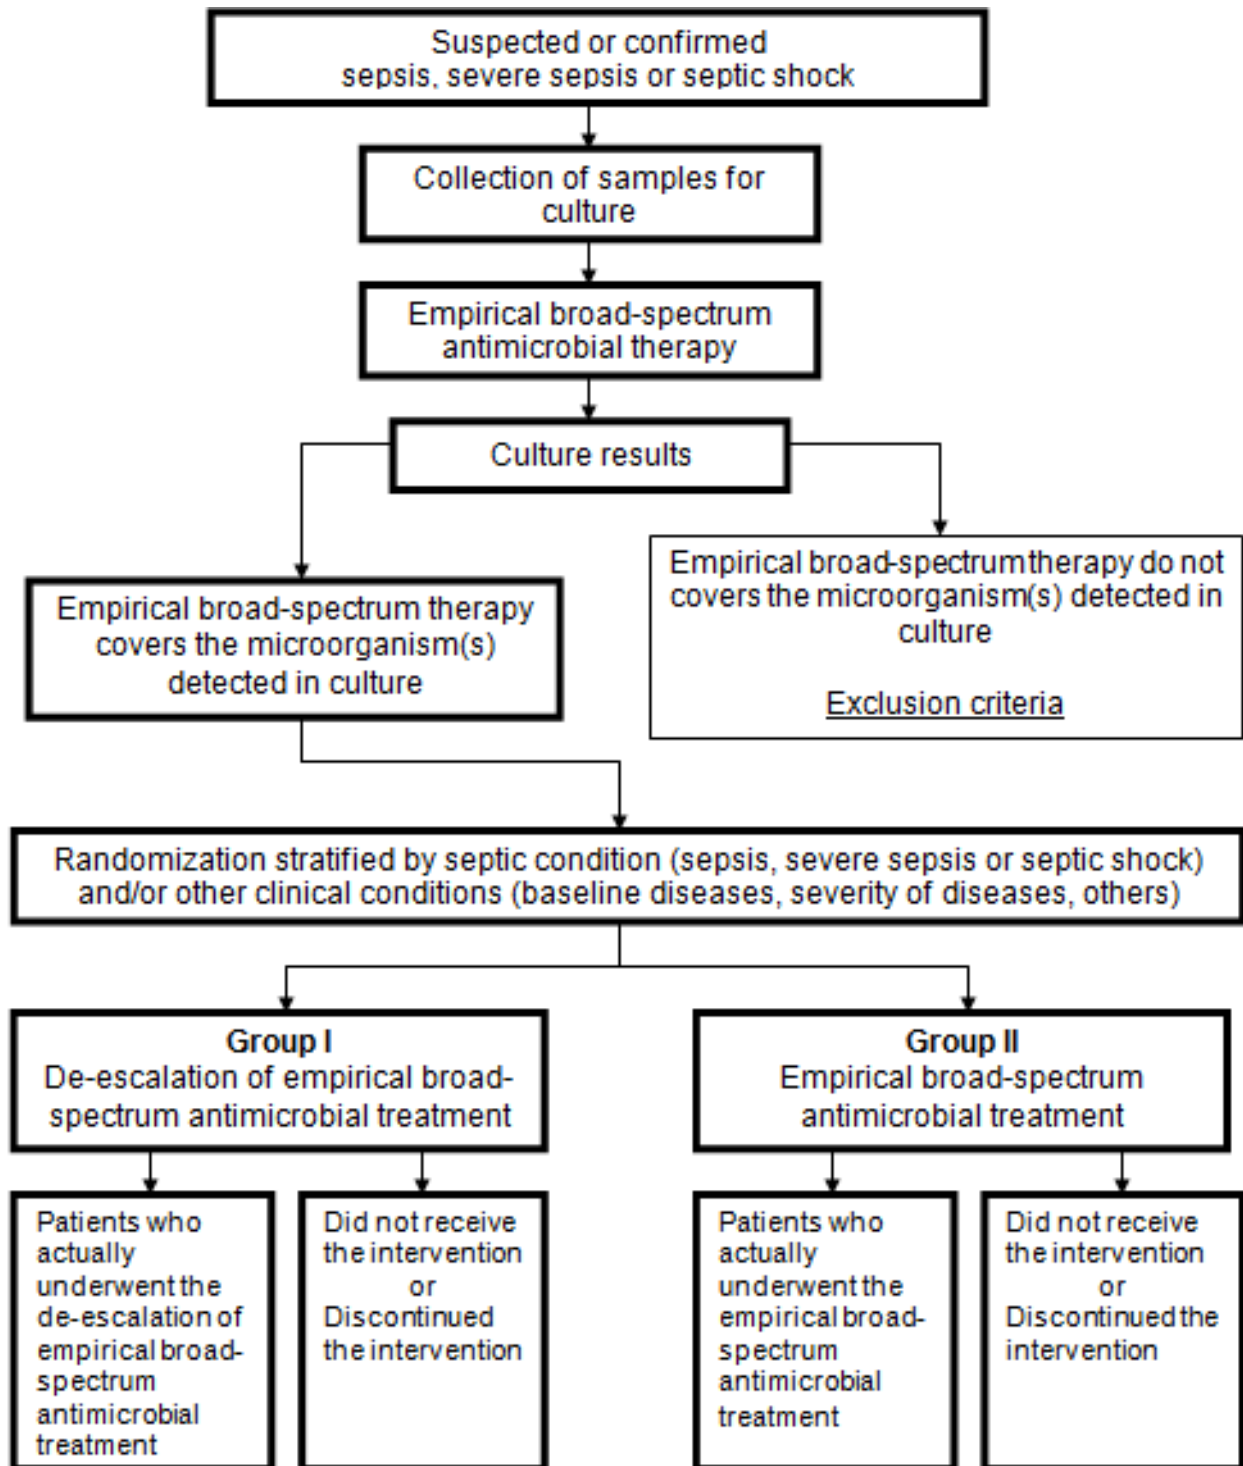 Suspected or confirmed
sepsis, severe sepsis or septic shock
Collection of samples for
culture
Empirical broad-spectrum
antimicrobial therapy
Culture results
Empirical broad-spectrum therapy
covers the microorganism(s)
detected in culture
Empirical broad-spectrum therapy do not
covers the microorganism(s) detected in
culture
Exclusion criteria
Randomization stratified by septic condition (sepsis, severe sepsis or septic shock)
and/or other clinical conditions (baseline diseases, severity of diseases, others)
Group I
De-escalation of empirical broad-
spectrum antimicrobial treatment
Group II
Empirical broad-spectrum
antimicrobial treatment
Patients who
actually
underwent the
de-escalation of
empirical broad-
spectrum
antimicrobial
treatment
Did not receive
the intervention
or
Discontinued
the intervention
Patients who
actually
underwent the
empirical broad-
spectrum
antimicrobial
treatment
Did not receive
the intervention
or
Discontinued the
intervention